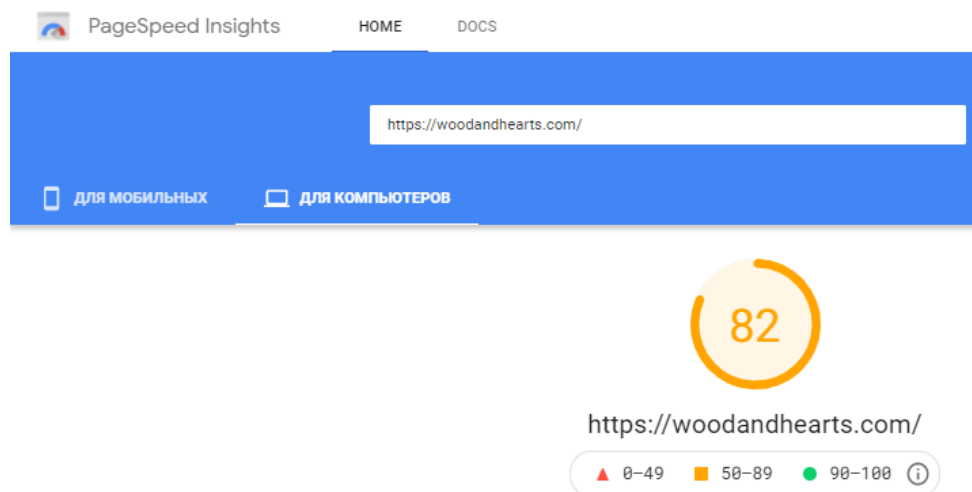 PageSpeed Insights HOME DOCS
https://woodandhearts.com/
ДЛЯ МОБИЛЬНЫХ ДЛЯ КОМПЬЮТЕРОВ
82
https://woodandhearts.com/
0–49 50–89 90–100